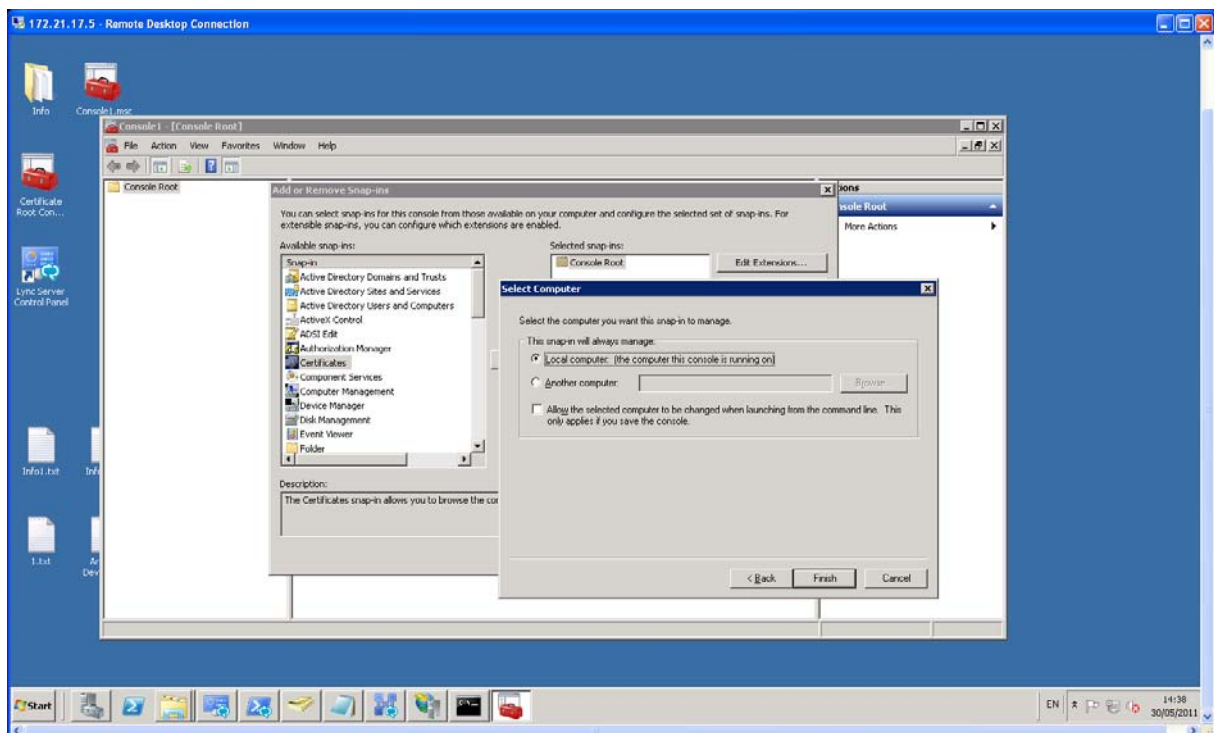 172.21.17.5 - Remote Desktop Connection
Info
Console1.msc
Certificate
Root Con...
Lync Server
Control Panel
Info1.txt
1.txt
Console1 - [Console Root]
File Action View Favorites Window Help
Console Root
Add or Remove Snap-ins
You can select snap-ins for this console from those available on your computer and configure the selected set of snap-ins. For
extensible snap-ins, you can configure which extensions are enabled.
Available snap-ins:
Selected snap-ins:
Snap-in
Active Directory Domains and Trusts
Active Directory Sites and Services
Active Directory Users and Computers
ActiveX Control
ADSI Edit
Authorization Manager
Certificates
Component Services
Computer Management
Device Manager
Disk Management
Event Viewer
Folder
Console Root
Edit Extensions...
Description:
The Certificates snap-in allows you to browse the
ions
nsole Root
More Actions
Select Computer
Select the computer you want this snap-in to manage.
This snap-in will always manage:
Local computer: (the computer this console is running on)
Another computer:
Browse...
Allow the selected computer to be changed when launching from the command line. This
only applies if you save the console.
< Back
Finish
Cancel
Start
EN
14:38
30/05/2011